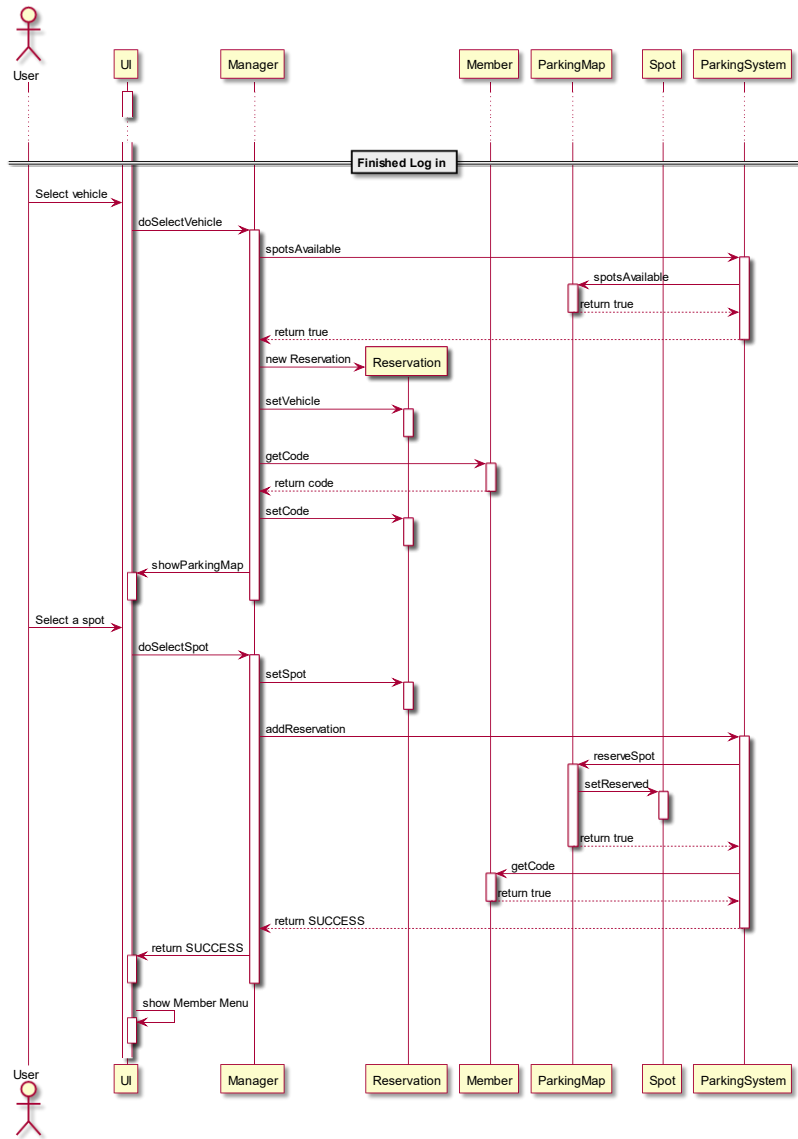 User
UI
Manager
Member
ParkingMap
Spot
ParkingSystem
Finished Log in
Select vehicle
doSelectVehicle
spotsAvailable
spotsAvailable
return true
return true
new Reservation
Reservation
setVehicle
getCode
return code
setCode
showParkingMap
Select a spot
doSelectSpot
setSpot
addReservation
reserveSpot
setReserved
return true
getCode
return true
return SUCCESS
return SUCCESS
show Member Menu
User
UI
Manager
Reservation
Member
ParkingMap
Spot
ParkingSystem